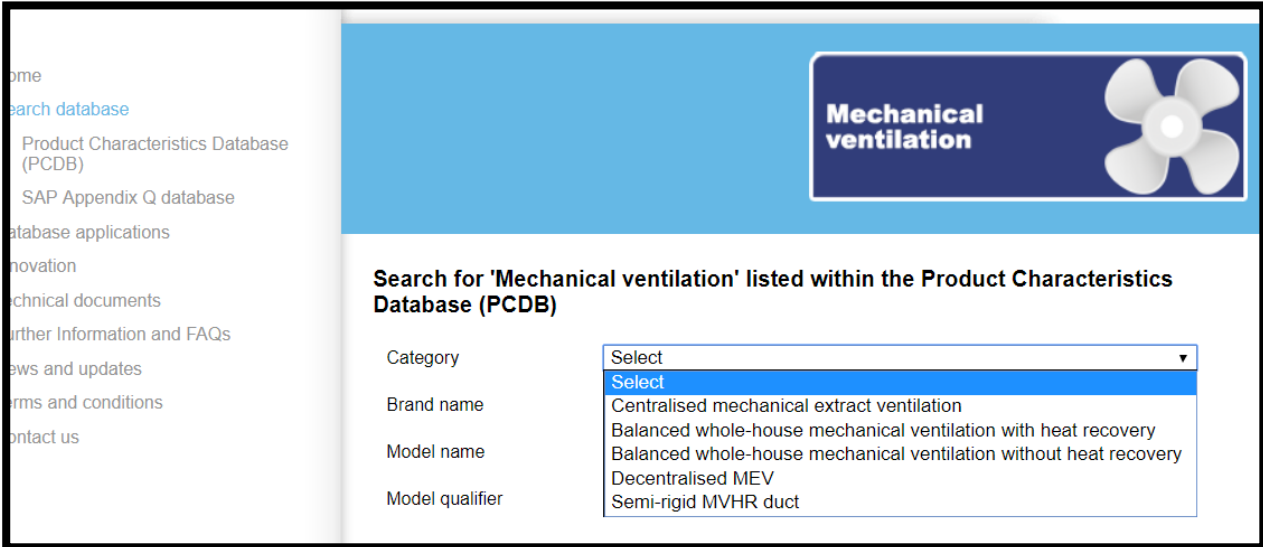 ome
earch database
Product Characteristics Database
(PCDB)
SAP Appendix Q database
atabase applications
novation
echnical documents
urther Information and FAQs
ews and updates
erms and conditions
ontact us
Mechanical
ventilation
Search for 'Mechanical ventilation' listed within the Product Characteristics
Database (PCDB)
Category
Select
Select
Centralised mechanical extract ventilation
Balanced whole-house mechanical ventilation with heat recovery
Balanced whole-house mechanical ventilation without heat recovery
Decentralised MEV
Semi-rigid MVHR duct
Brand name
Model name
Model qualifier